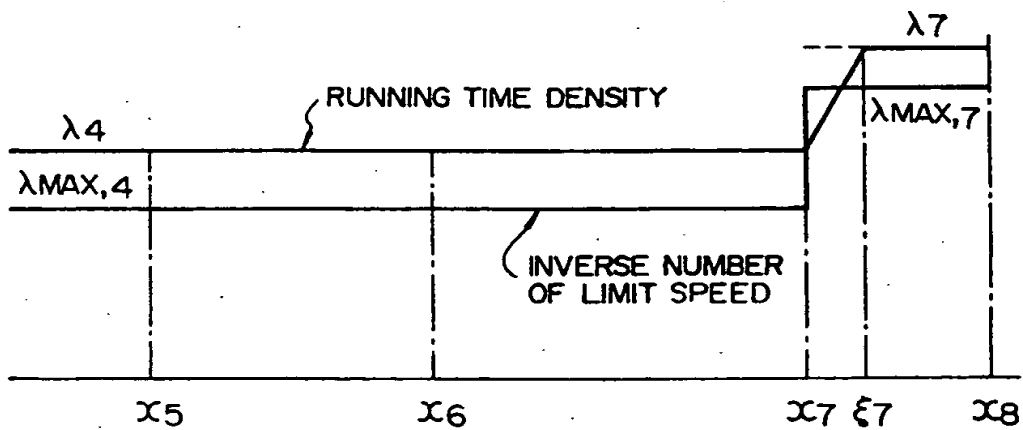 λ7
RUNNING TIME DENSITY
λ4
λMAX,7
λMAX,4
INVERSE NUMBER
OF LIMIT SPEED
x5 x6 x7 ξ7 x8